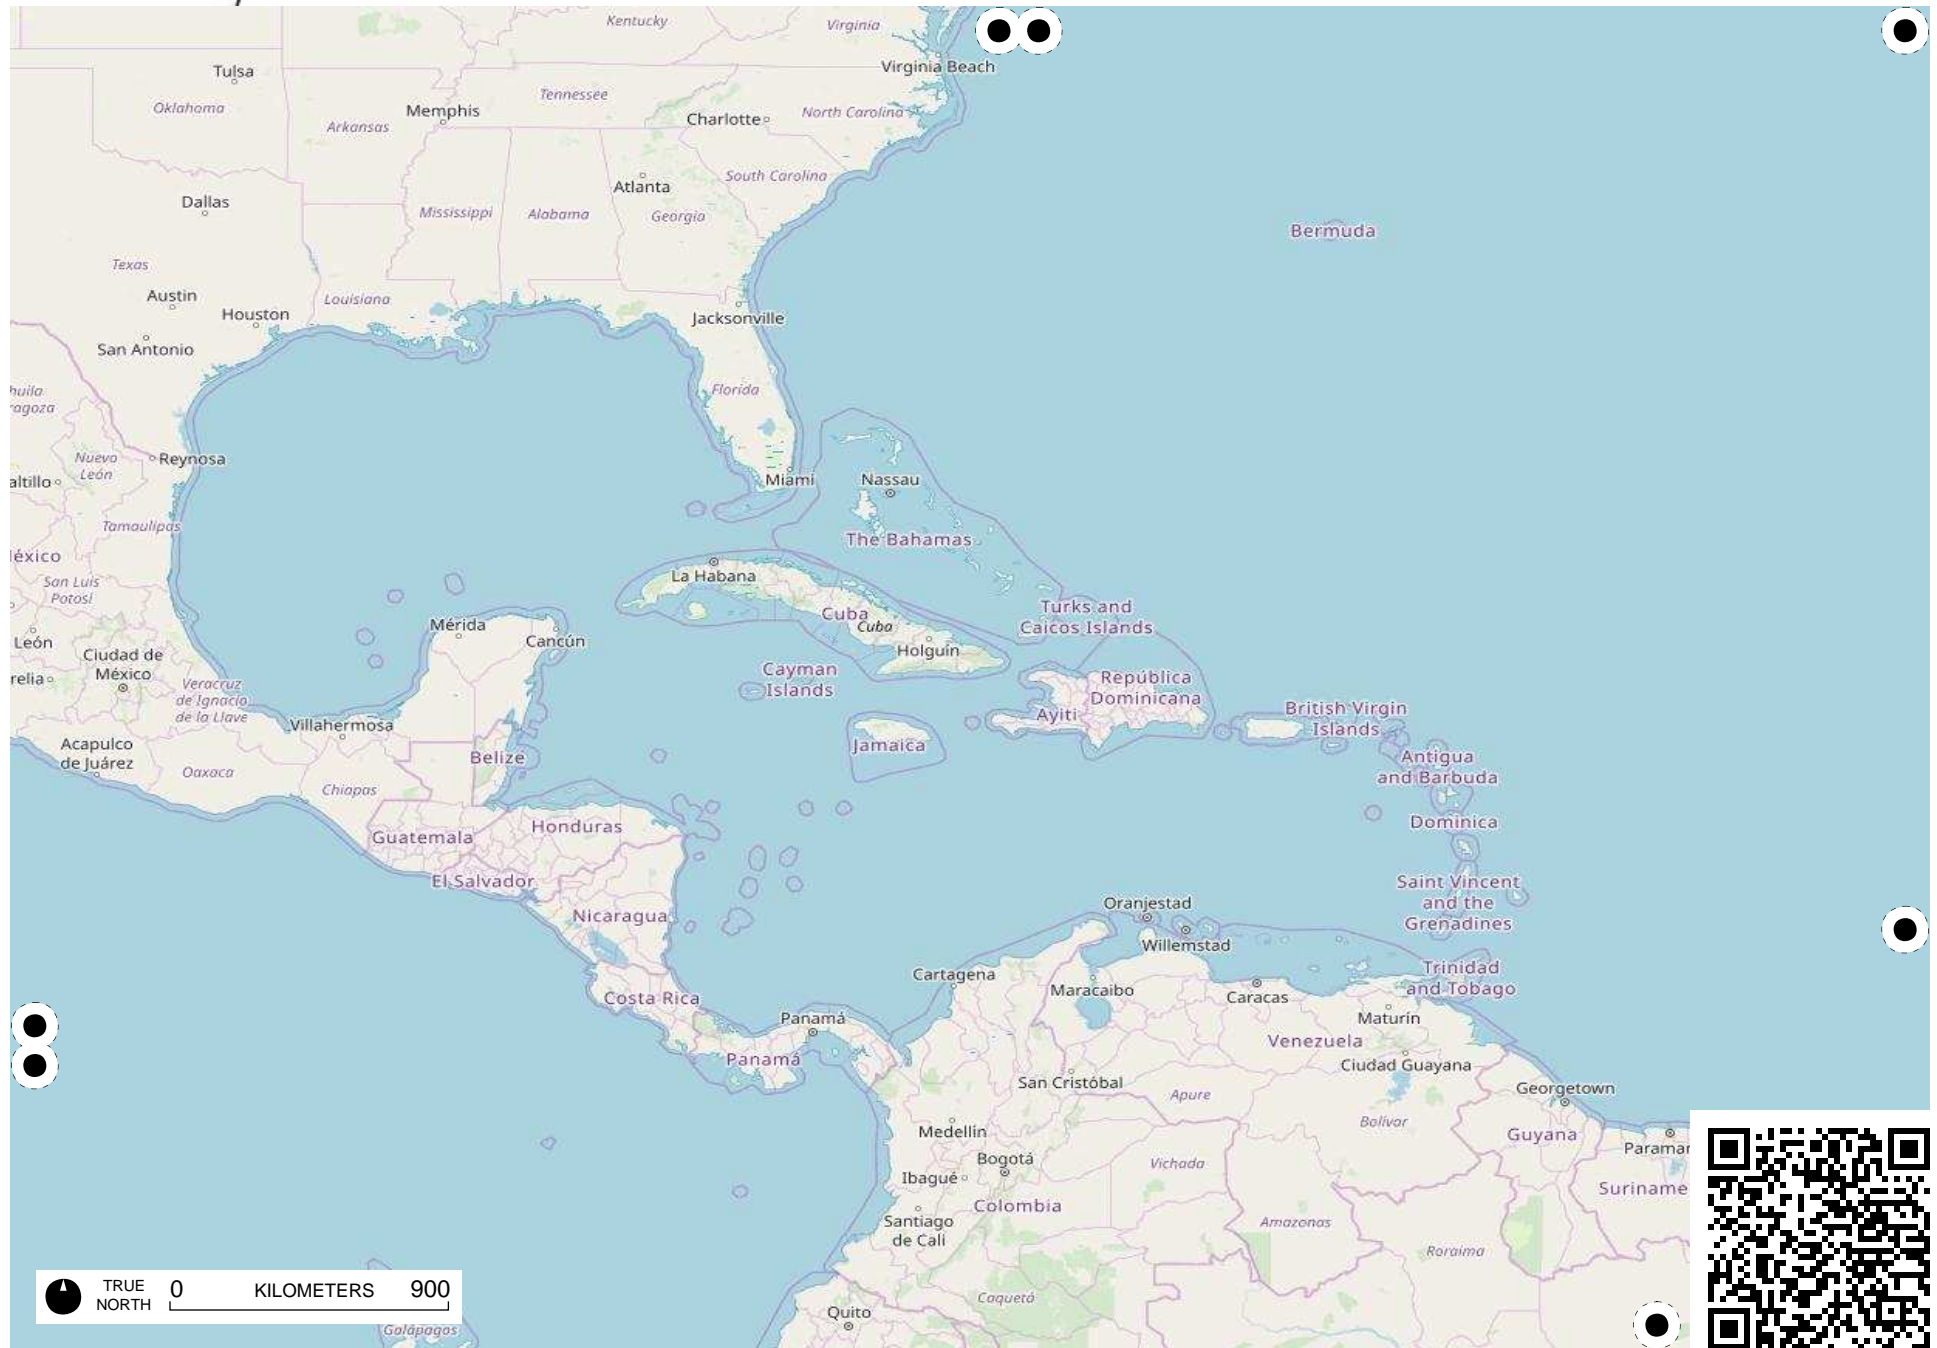 Kentucky
Virginia
Tulsa
Virginia Beach
Oklahoma
Tennessee
Memphis
North Carolina
Charlotte
Arkansas
South Carolina
Atlanta
Dallas
Mississippi
Alabama
Georgia
Bermuda
Texas
Austin
Louisiana
Houston
Jacksonville
San Antonio
Florida
huila
ragoza
Nuevo
León
Reynosa
altillo
Miami
Nassau
Tamaulipas
The Bahamas
México
San Luis
Potosí
La Habana
Cuba
Cuba
Turks and
Caicos Islands
Mérida
Cancún
León
Holguín
Ciudad de
México
Cayman
Islands
relia
Veracruz
de Ignacio
de la Llave
República
Dominicana
Ayiti
British Virgin
Islands
Villahermosa
Jamaica
Acapulco
de Juárez
Oaxaca
Belize
Antigua
and Barbuda
Chiapas
Guatemala
Honduras
Dominica
El Salvador
Saint Vincent
and the
Grenadines
Nicaragua
Oranjestad
Willemstad
Cartagena
Trinidad
and Tobago
Costa Rica
Maracaibo
Caracas
Panamá
Maturín
Venezuela
Panamá
Ciudad Guayana
San Cristóbal
Georgetown
Apure
Bolívar
Medellín
Guyana
Paramar
Bogotá
Vichada
Ibagué
Suriname
Colombia
Santiago
de Cali
Amazonas
Roraima
TRUE
NORTH
0 KILOMETERS 900
Caquetá
Quito
Galápagos